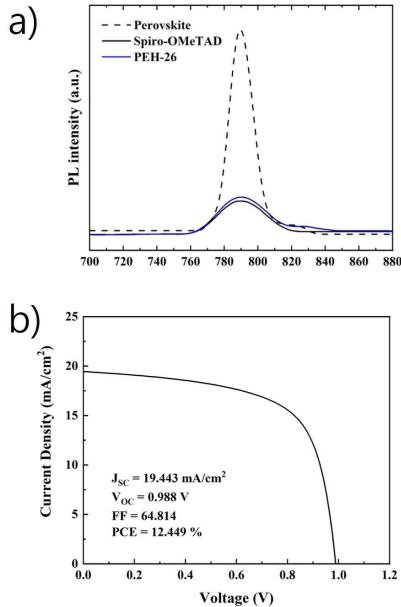 a)
Perovskite
Spiro-OMeTAD
PEH-26
PL intensity (a.u.)
700 720 740 760 780 800 820 840 860 880
b)
25
20
15
10
5
0
Current Density (mA/cm²)
J_SC = 19.443 mA/cm²
V_OC = 0.988 V
FF = 64.814
PCE = 12.449 %
0.0 0.2 0.4 0.6 0.8 1.0 1.2
Voltage (V)